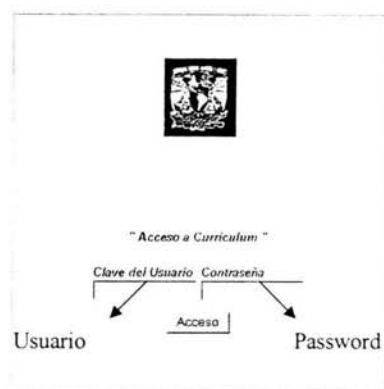 " Acceso a Curriculum "
Clave del Usuario Contraseña
Acceso
Usuario Password